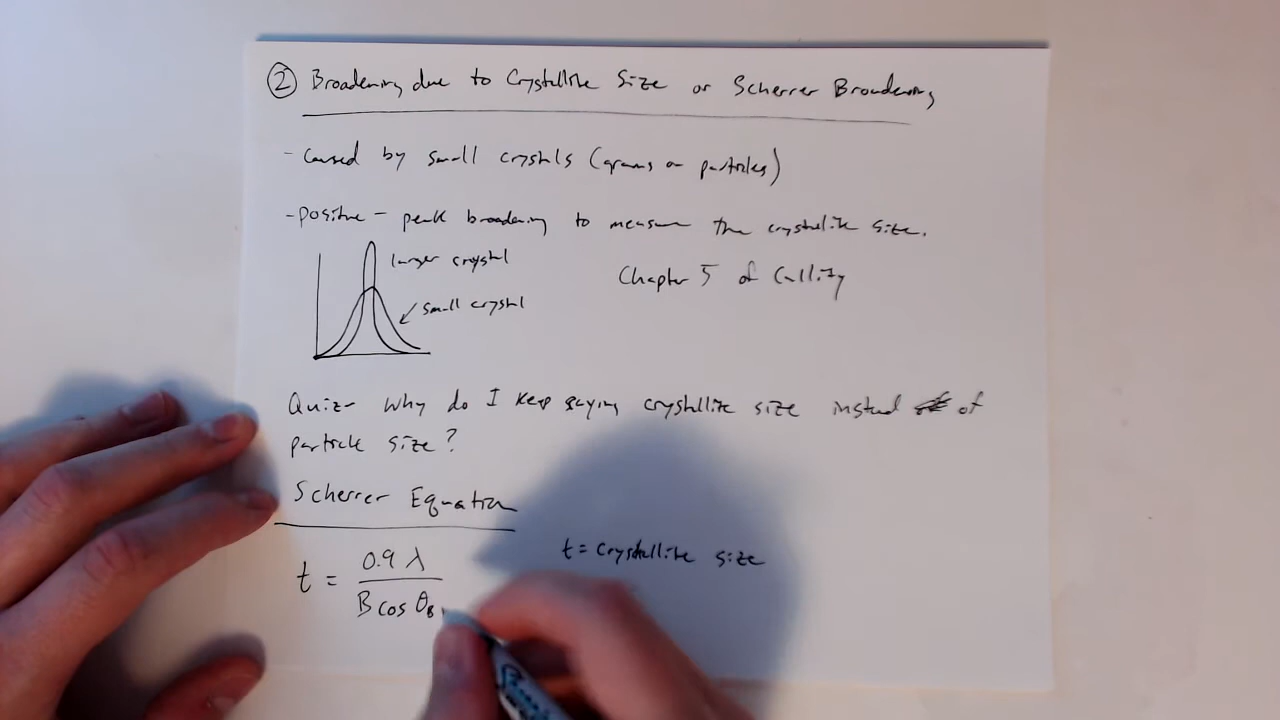 ② Broadening due to Crystallite Size or Scherrer Broadening
- Caused by small crystals (grains or particles)
- positive - peak broadening to measure the crystallite size.
larger crystal
Chapter 5 of Cullity
small crystal
Quiz - Why do I keep saying crystallite size instead of
particle size?
Scherrer Equation
t = 0.9 λ / B cos θB
t = crystallite size